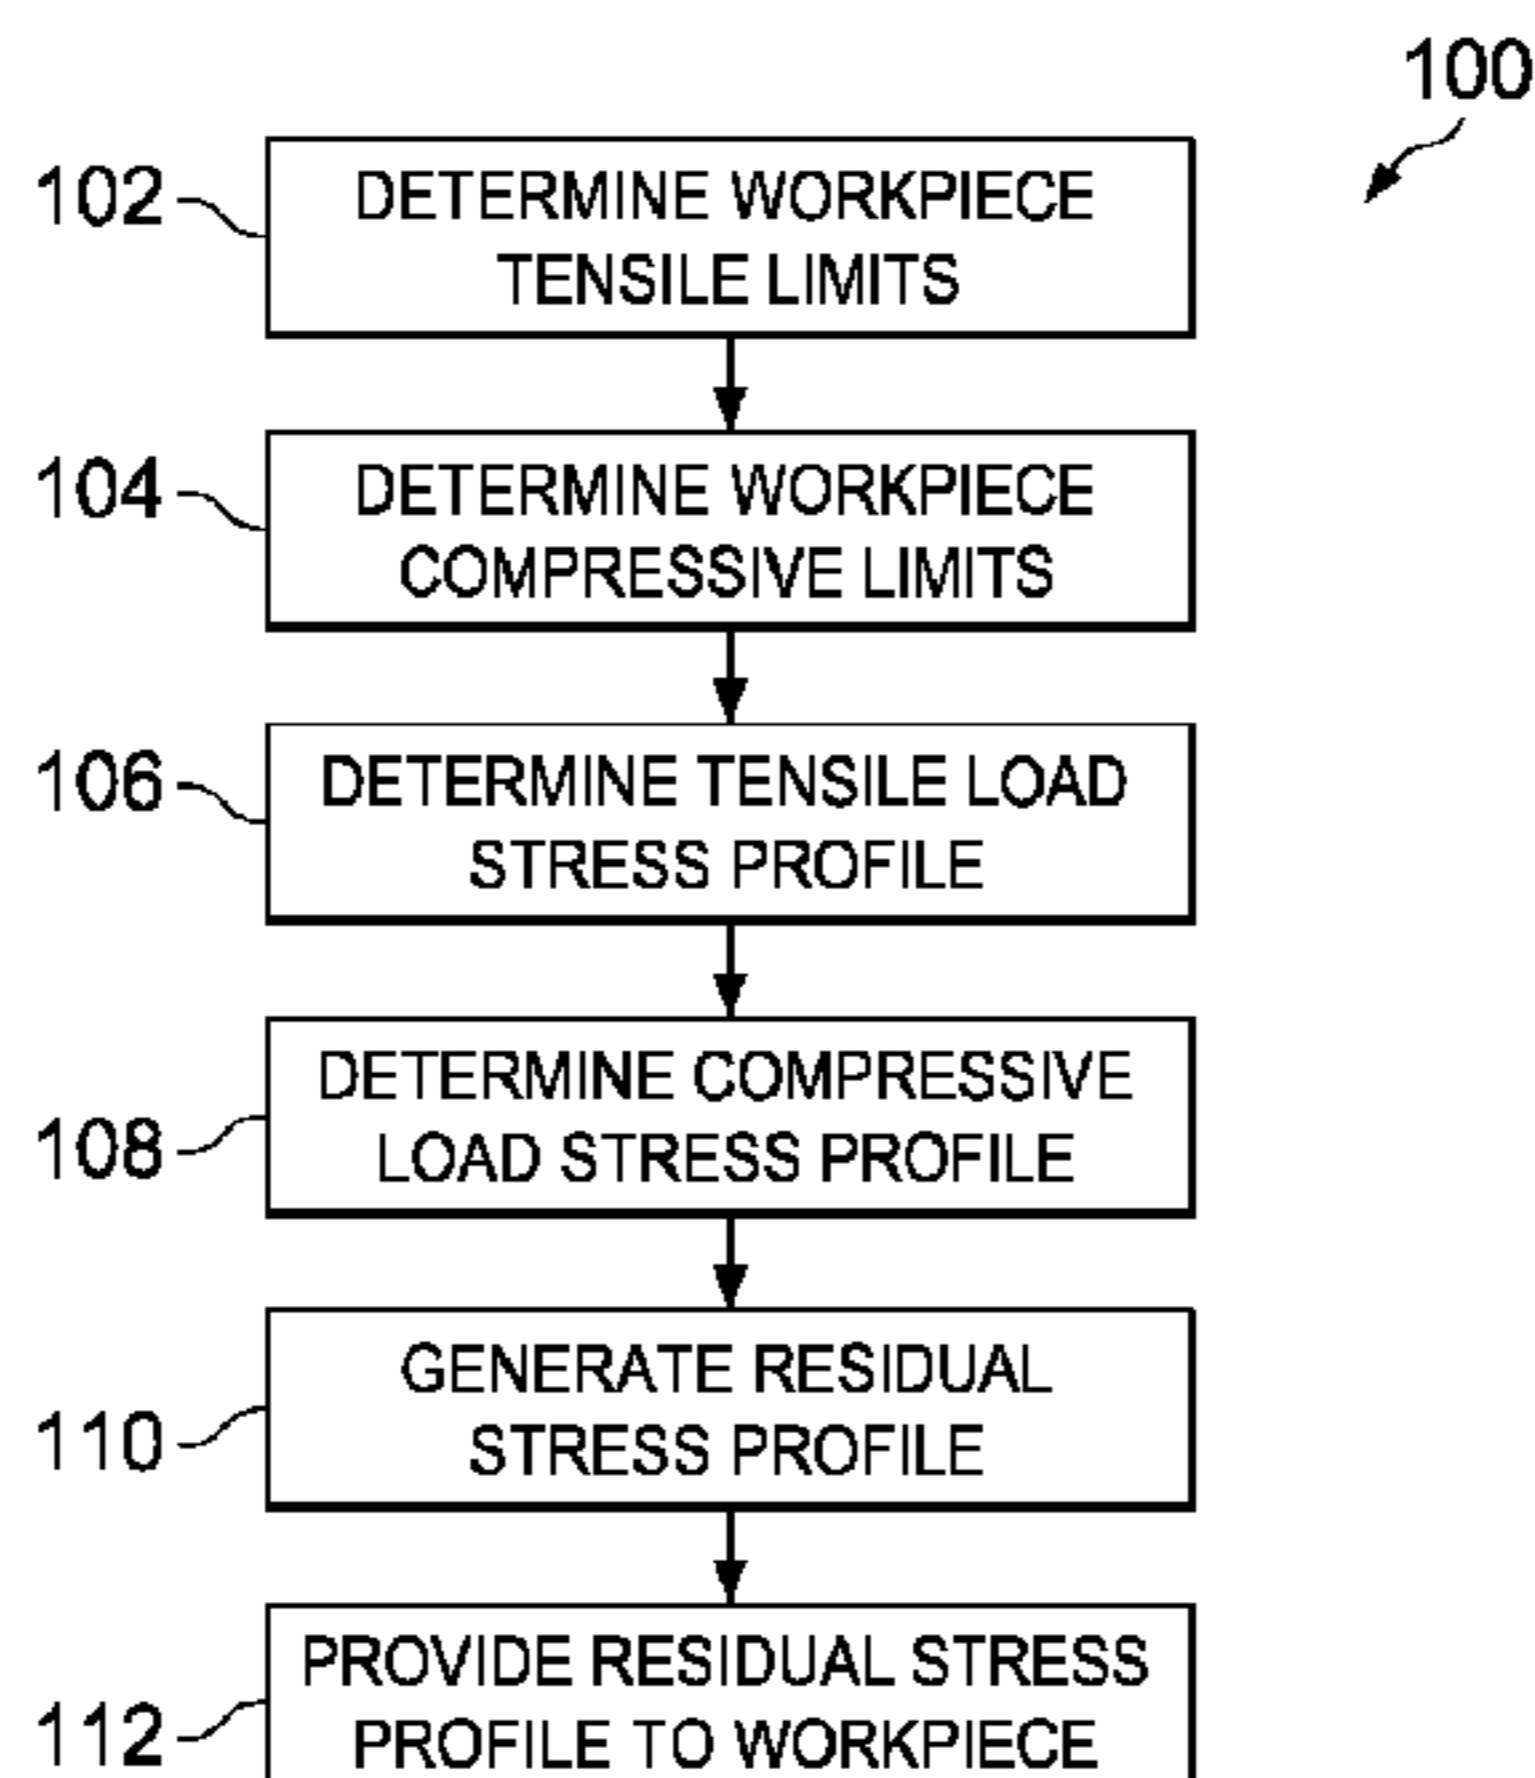 100
102
DETERMINE WORKPIECE
TENSILE LIMITS
104
DETERMINE WORKPIECE
COMPRESSIVE LIMITS
106
DETERMINE TENSILE LOAD
STRESS PROFILE
108
DETERMINE COMPRESSIVE
LOAD STRESS PROFILE
110
GENERATE RESIDUAL
STRESS PROFILE
112
PROVIDE RESIDUAL STRESS
PROFILE TO WORKPIECE